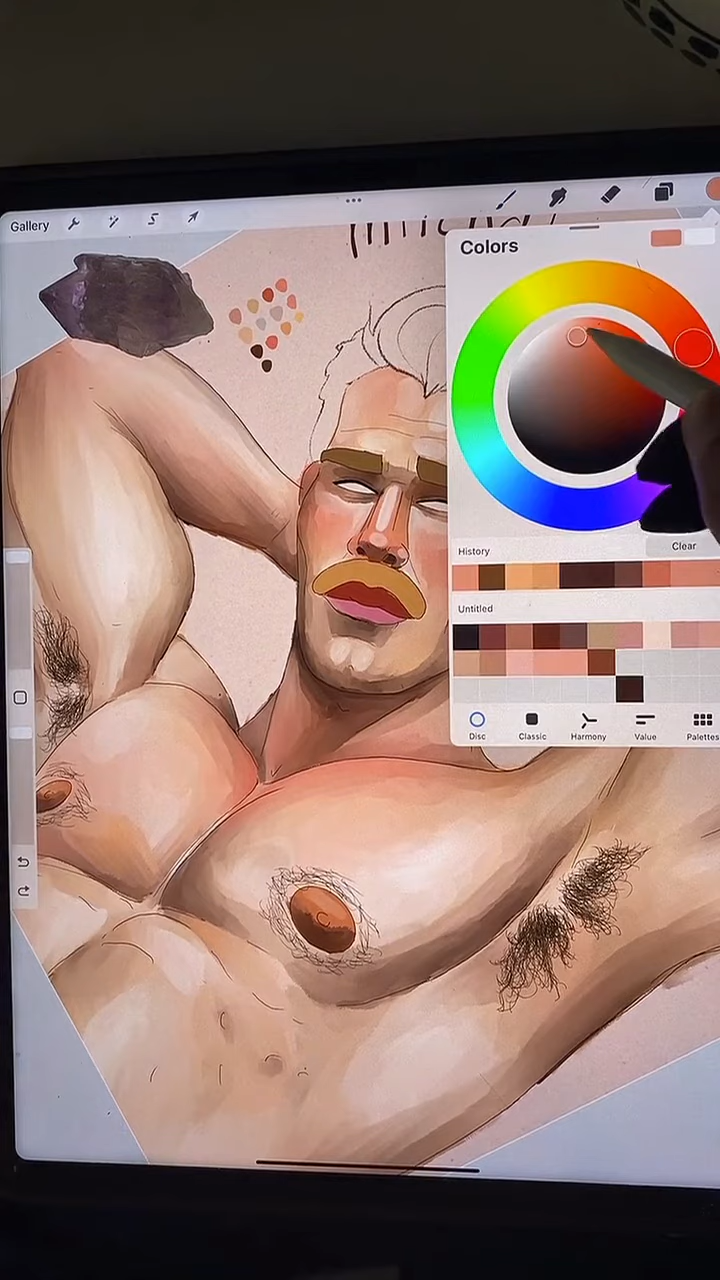 Gallery
Colors
History
Clear
Untitled
Disc
Classic
Harmony
Value
Palettes